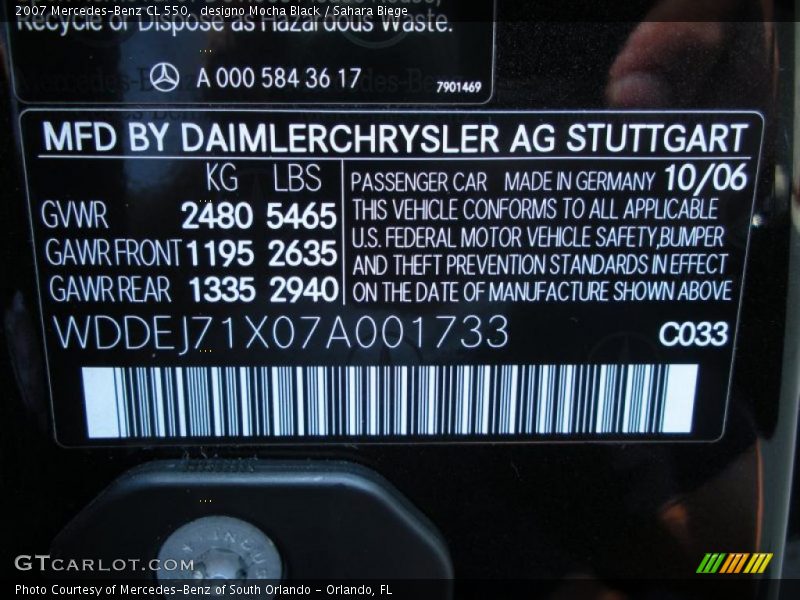 2007 Mercedes-Benz CL 550, designo Mocha Black / Sahara Biege
Recycle or Dispose as Hazardous Waste.
A 000 584 36 17
7901469
MFD BY DAIMLERCHRYSLER AG STUTTGART
KG LBS
GVWR 2480 5465
GAWR FRONT 1195 2635
GAWR REAR 1335 2940
PASSENGER CAR MADE IN GERMANY 10/06
THIS VEHICLE CONFORMS TO ALL APPLICABLE
U.S. FEDERAL MOTOR VEHICLE SAFETY,BUMPER
AND THEFT PREVENTION STANDARDS IN EFFECT
ON THE DATE OF MANUFACTURE SHOWN ABOVE
WDDEJ71X07A001733
C033
GTCARLOT.COM
Photo Courtesy of Mercedes-Benz of South Orlando - Orlando, FL